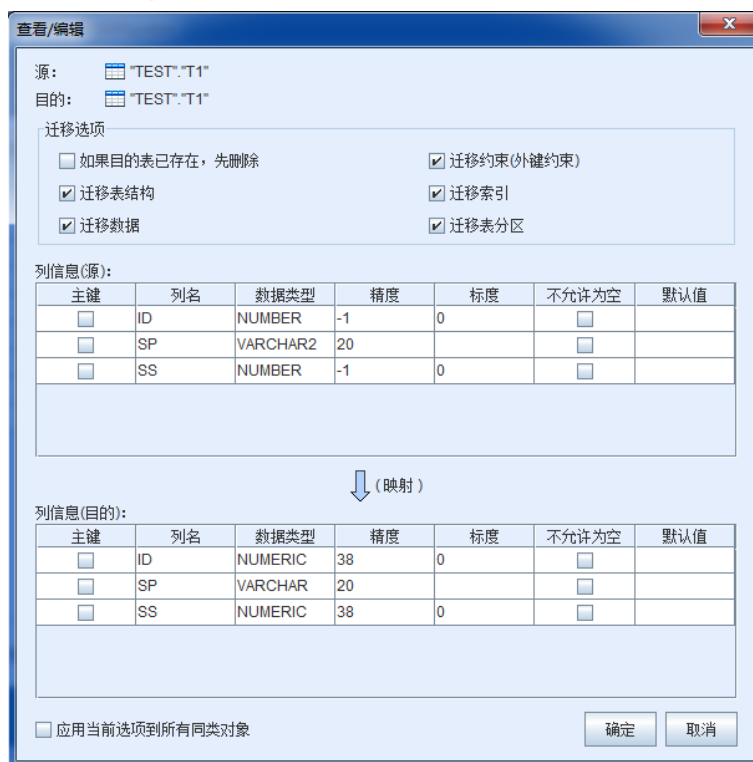 查看/编辑
源： "TEST"."T1"
目的： "TEST"."T1"
迁移选项
如果目的表已存在，先删除 迁移约束(外键约束)
迁移表结构 迁移索引
迁移数据 迁移表分区
列信息(源):
主键 列名 数据类型 精度 标度 不允许为空 默认值
ID NUMBER -1 0
SP VARCHAR2 20
SS NUMBER -1 0
(映射)
列信息(目的):
主键 列名 数据类型 精度 标度 不允许为空 默认值
ID NUMERIC 38 0
SP VARCHAR 20
SS NUMERIC 38 0
应用当前选项到所有同类对象 确定 取消